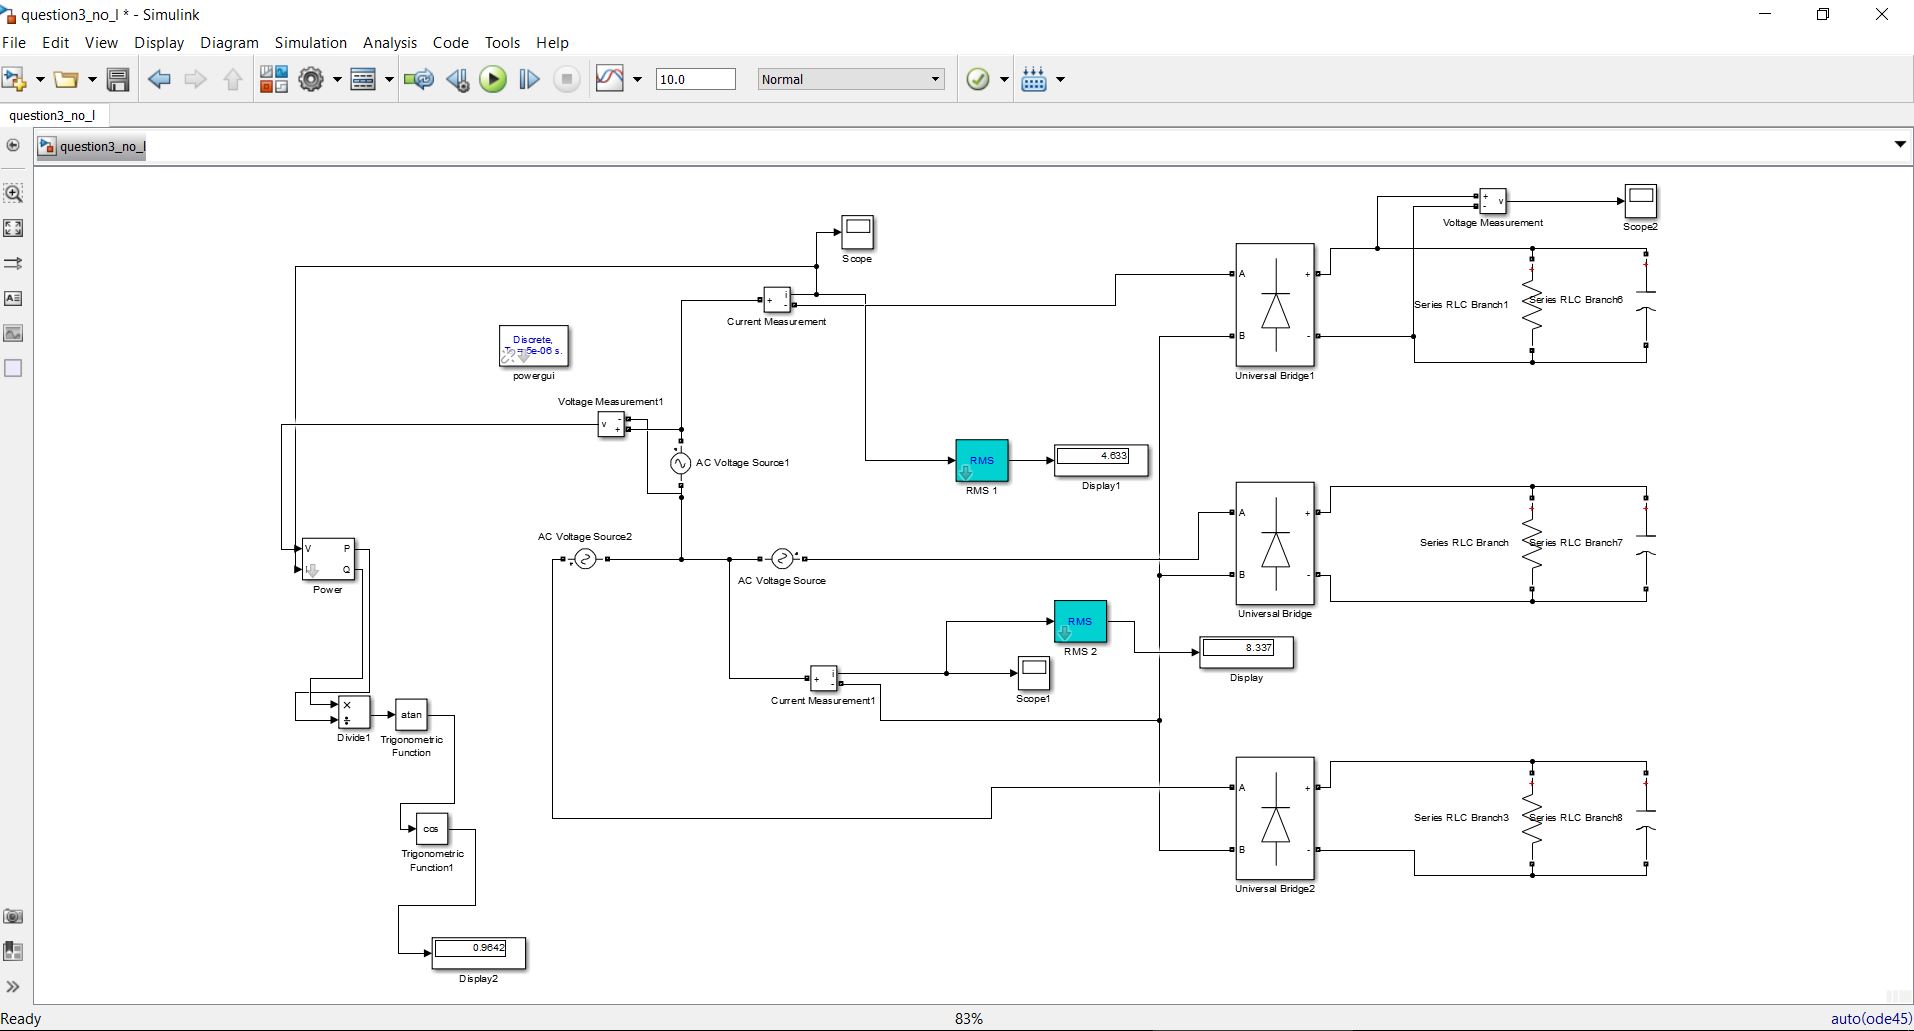 question3_no_l * - Simulink
File Edit View Display Diagram Simulation Analysis Code Tools Help
10.0
Normal
question3_no_l
question3_no_l
+
-
v
Voltage Measurement
Scope2
Scope
+
i
-
Current Measurement
A
B
+
-
Universal Bridge1
Series RLC Branch1
Series RLC Branch6
Discrete,
5e-06 s.
powergui
Voltage Measurement1
v
-
+
AC Voltage Source1
RMS
RMS 1
4.633
Display1
AC Voltage Source2
AC Voltage Source
A
B
+
-
Universal Bridge
Series RLC Branch
Series RLC Branch7
V
I
P
Q
Power
RMS
RMS 2
8.337
Display
+
i
-
Current Measurement1
Scope1
×
÷
Divide1
atan
Trigonometric
Function
A
B
+
-
Universal Bridge2
Series RLC Branch3
Series RLC Branch8
cos
Trigonometric
Function1
0.9642
Display2
Ready
83%
auto(ode45)